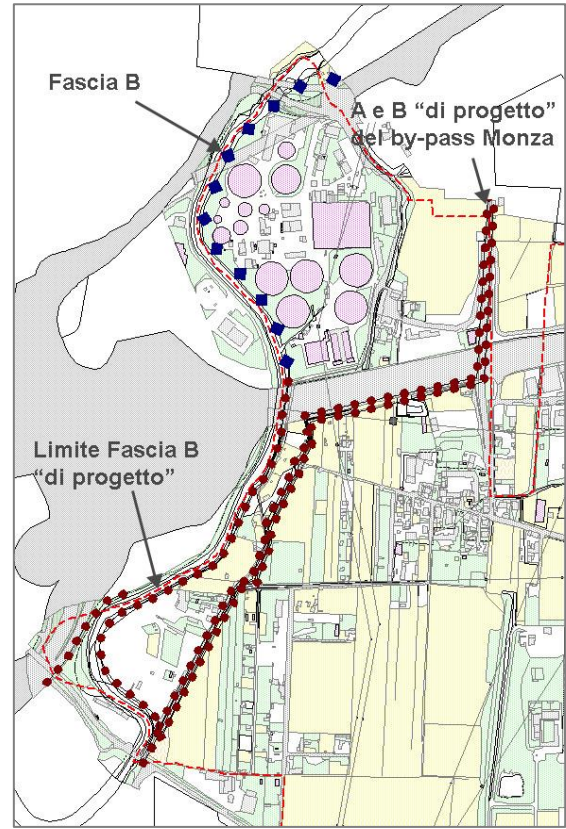 Fascia B
A e B “di progetto”
del by-pass Monza
Limite Fascia B
“di progetto”